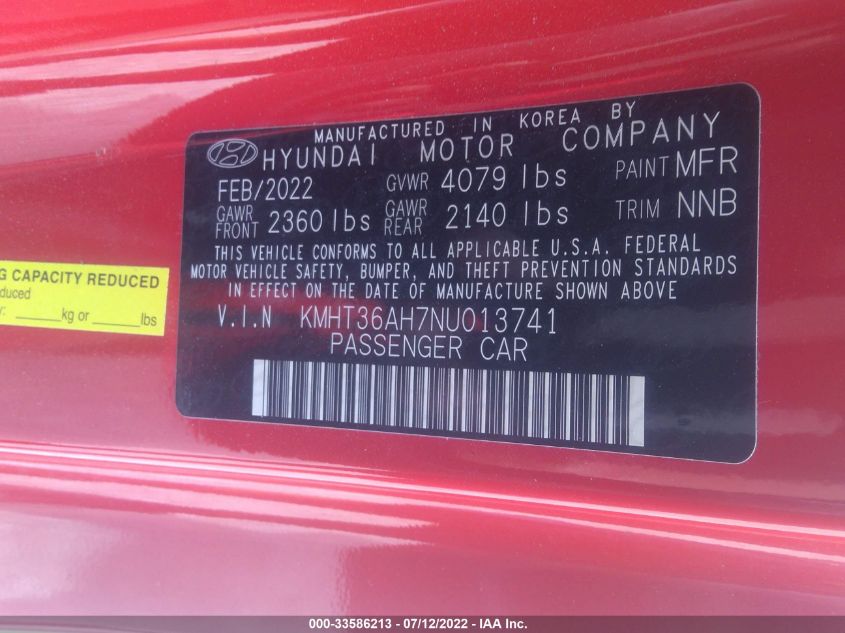 MANUFACTURED IN KOREA BY
HYUNDAI MOTOR COMPANY
FEB/2022 GVWR 4079 lbs PAINT MFR
GAWR FRONT 2360 lbs GAWR REAR 2140 lbs TRIM NNB
THIS VEHICLE CONFORMS TO ALL APPLICABLE U.S.A. FEDERAL
MOTOR VEHICLE SAFETY, BUMPER, AND THEFT PREVENTION STANDARDS
IN EFFECT ON THE DATE OF MANUFACTURE SHOWN ABOVE
V.I.N KMHT36AH7NU013741
PASSENGER CAR
G CAPACITY REDUCED
educed
kg or lbs
000-33586213 - 07/12/2022 - IAA Inc.